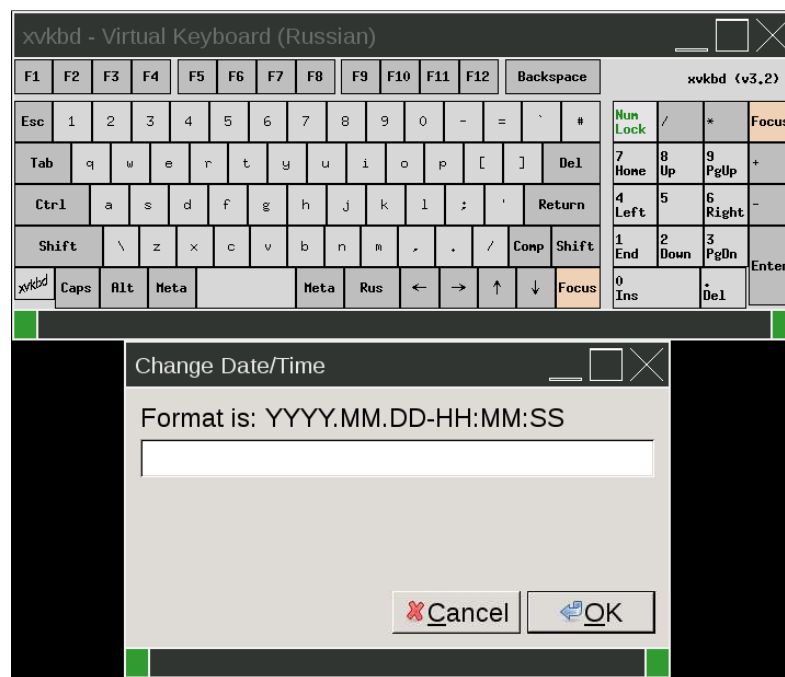 xvkbd - Virtual Keyboard (Russian)
F1 F2 F3 F4 F5 F6 F7 F8 F9 F10 F11 F12 Backspace xvkbd (v3.2)
Esc 1 2 3 4 5 6 7 8 9 0 - = ` # Num Lock / * Focus
Tab q w e r t y u i o p [ ] Del 7 Home 8 Up 9 PgUp +
Ctrl a s d f g h j k l ; ' Return 4 Left 5 6 Right -
Shift \ z x c v b n m , . / Comp Shift 1 End 2 Down 3 PgDn Enter
xvkbd Caps Alt Meta Meta Rus ← → ↑ ↓ Focus 0 Ins . Del
Change Date/Time
Format is: YYYY.MM.DD-HH:MM:SS
Cancel OK